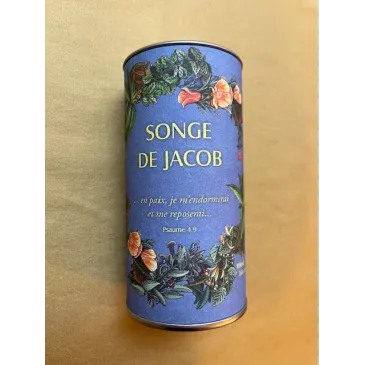 SONGE
DE JACOB
... en paix, je m'endormirai
et me reposerai...
Psaume 4.9